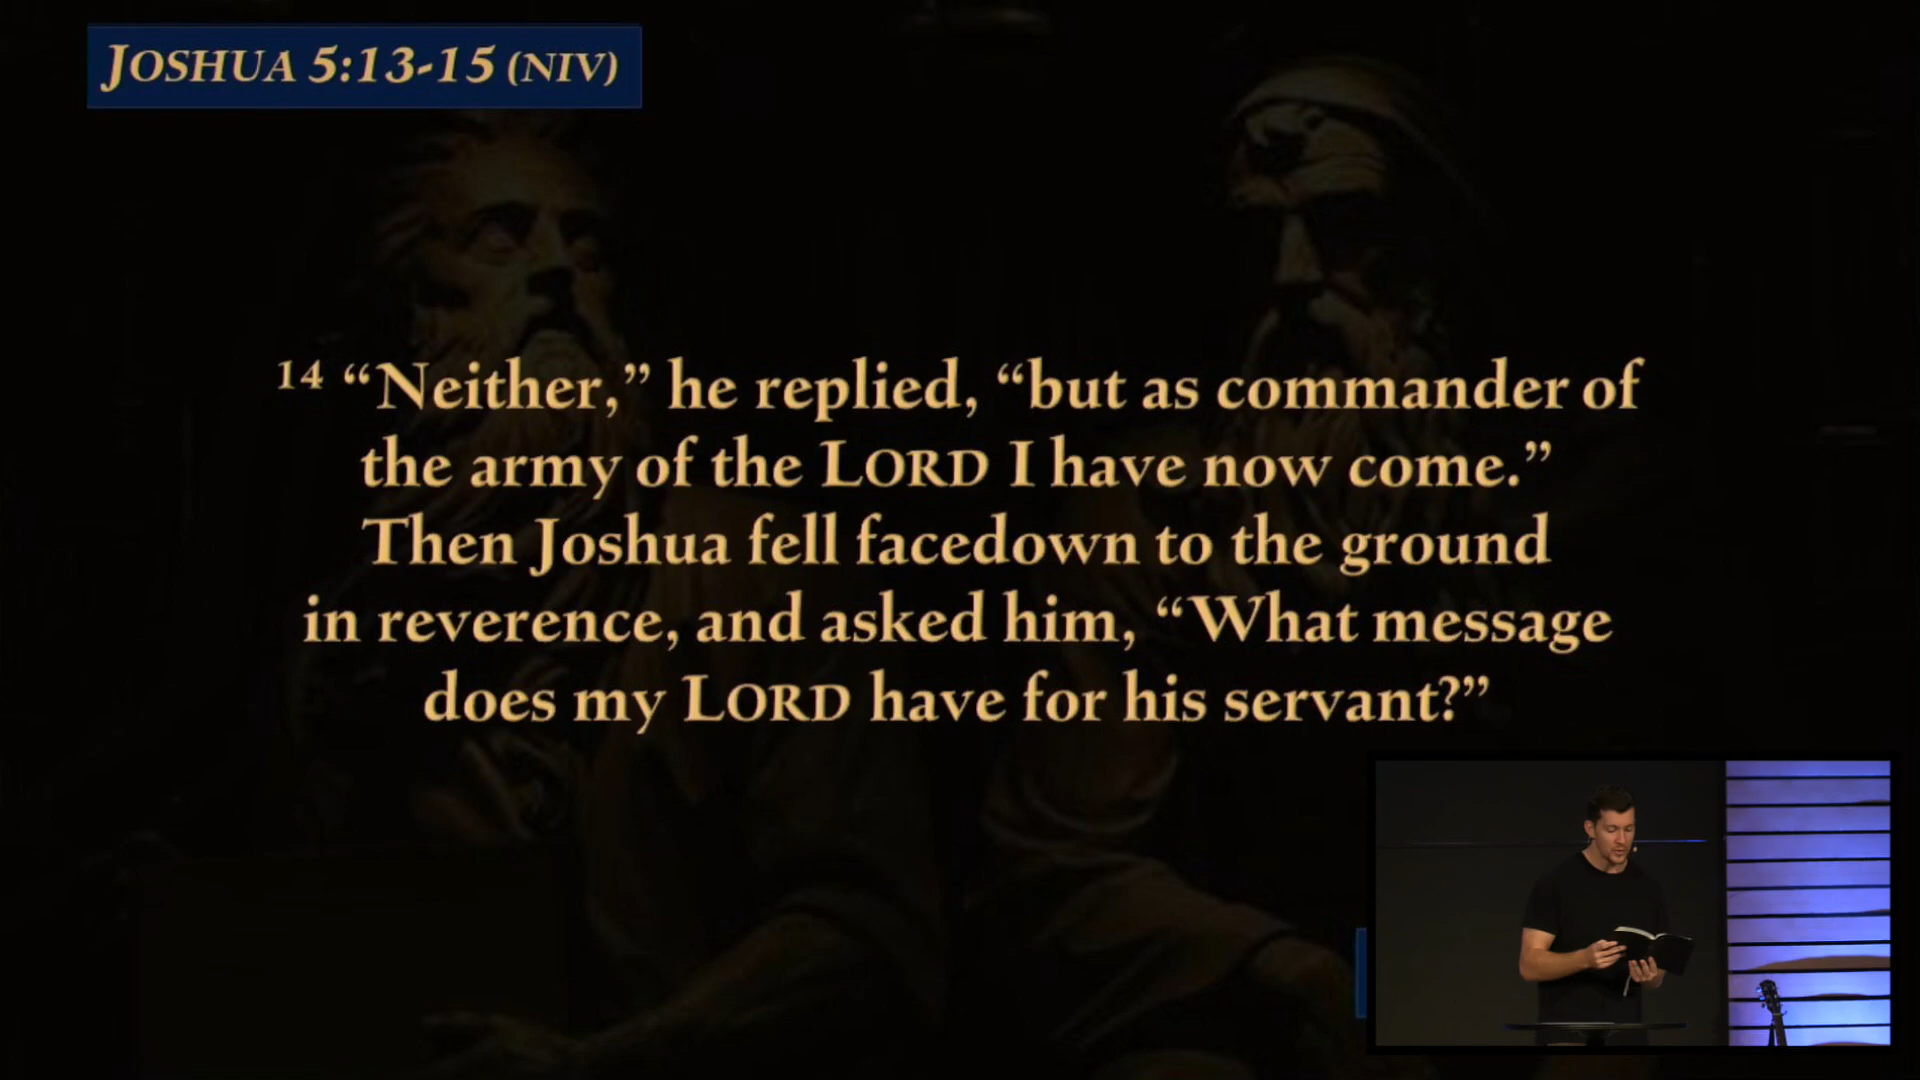 JOSHUA 5:13-15 (NIV)
14 “Neither,” he replied, “but as commander of
the army of the LORD I have now come.”
Then Joshua fell facedown to the ground
in reverence, and asked him, “What message
does my LORD have for his servant?”